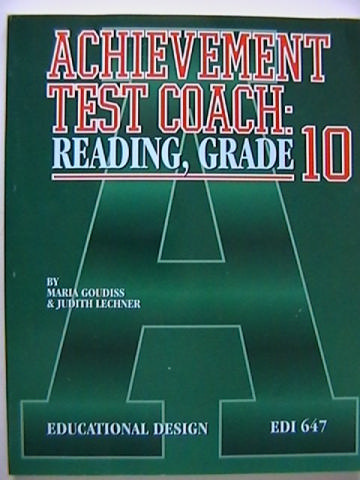 ACHIEVEMENT
TEST COACH:
READING, GRADE 10
BY
MARIA GOUDISS
& JUDITH LECHNER
EDUCATIONAL DESIGN EDI 647